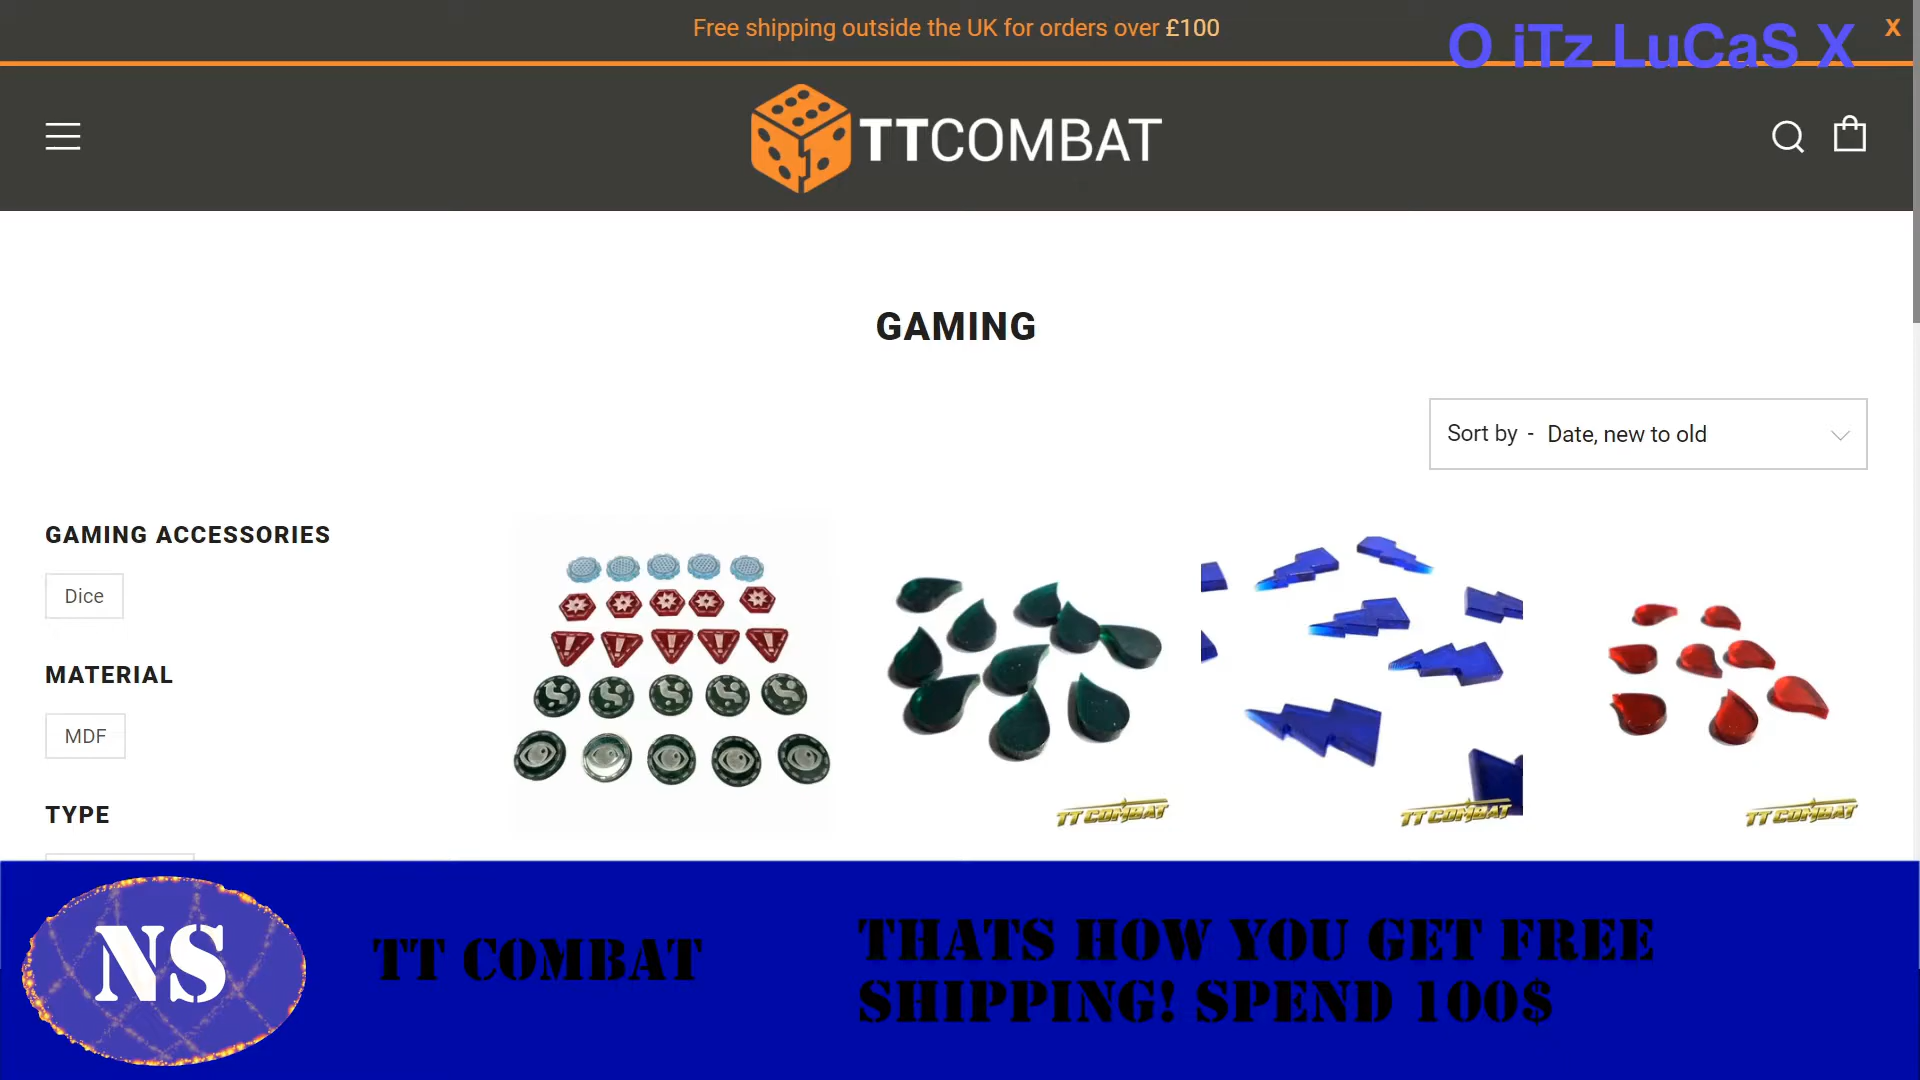 Free shipping outside the UK for orders over £100
X
O iTz LuCaS X
TTCOMBAT
GAMING
Sort by - Date, new to old
GAMING ACCESSORIES
Dice
MATERIAL
MDF
TYPE
TT COMBAT
TT COMBAT
TT COMBAT
NS
TT COMBAT
THATS HOW YOU GET FREE
SHIPPING! SPEND 100$